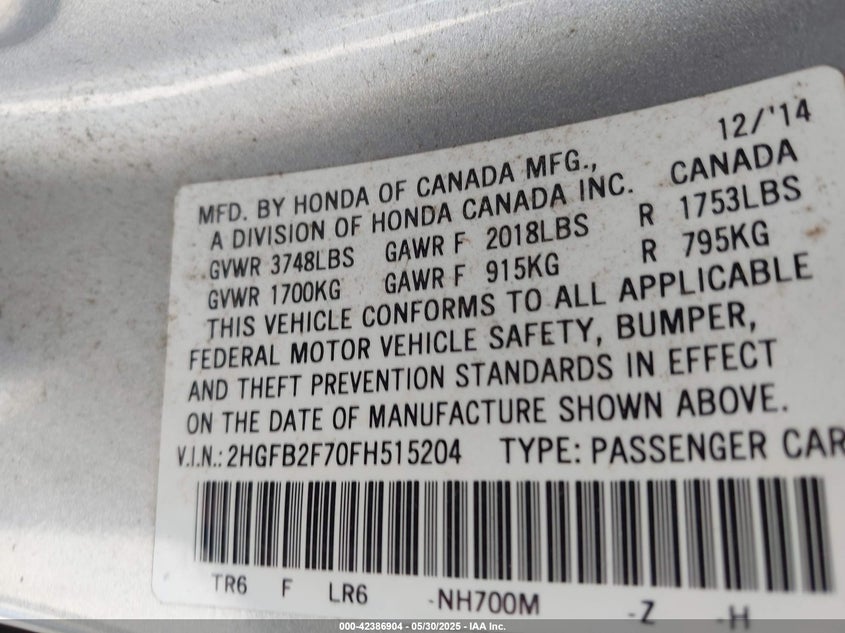 12/'14
MFD. BY HONDA OF CANADA MFG., CANADA
A DIVISION OF HONDA CANADA INC.
GVWR 3748LBS GAWR F 2018LBS R 1753LBS
GVWR 1700KG GAWR F 915KG R 795KG
THIS VEHICLE CONFORMS TO ALL APPLICABLE
FEDERAL MOTOR VEHICLE SAFETY, BUMPER,
AND THEFT PREVENTION STANDARDS IN EFFECT
ON THE DATE OF MANUFACTURE SHOWN ABOVE.
V.I.N.: 2HGFB2F70FH515204 TYPE: PASSENGER CAR
TR6 F LR6 -NH700M -Z -H
000-42386904 - 05/30/2025 - IAA Inc.